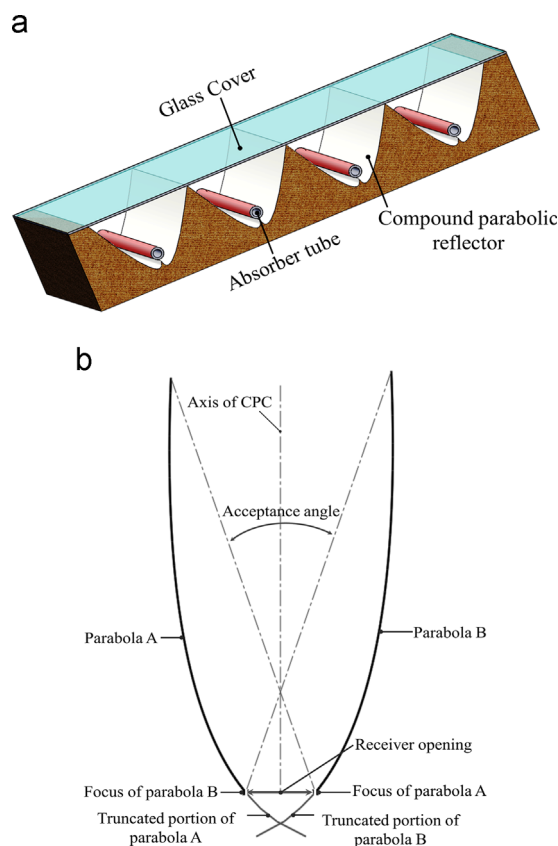 a
Glass Cover
Absorber tube
Compound parabolic
reflector
b
Axis of CPC
Acceptance angle
Parabola A
Parabola B
Receiver opening
Focus of parabola B
Focus of parabola A
Truncated portion of
parabola A
Truncated portion of
parabola B